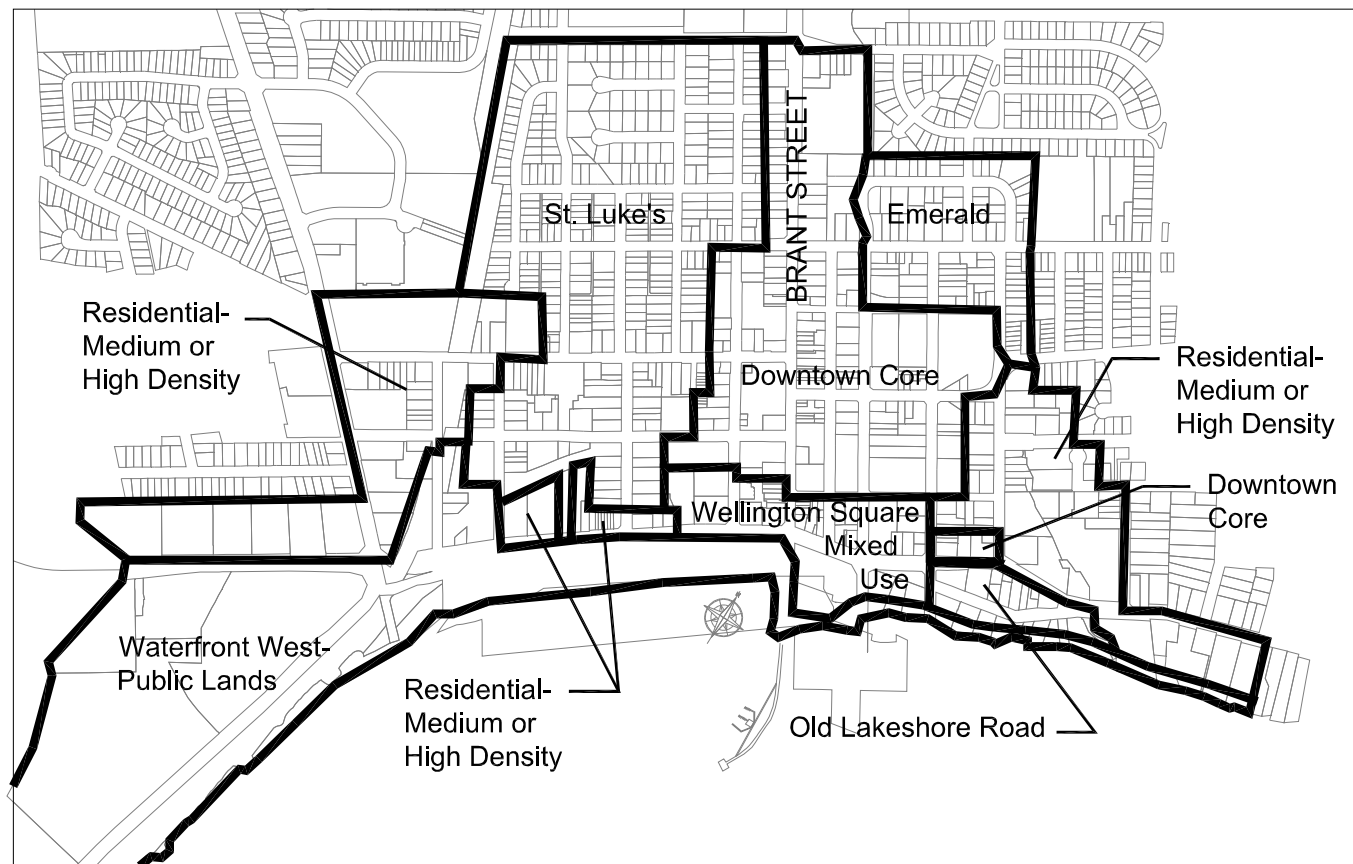 BRANT STREET
St. Luke's
Emerald
Residential-
Medium or
High Density
Downtown Core
Residential-
Medium or
High Density
Downtown
Core
Wellington Square
Mixed
Use
Waterfront West-
Public Lands
Residential-
Medium or
High Density
Old Lakeshore Road